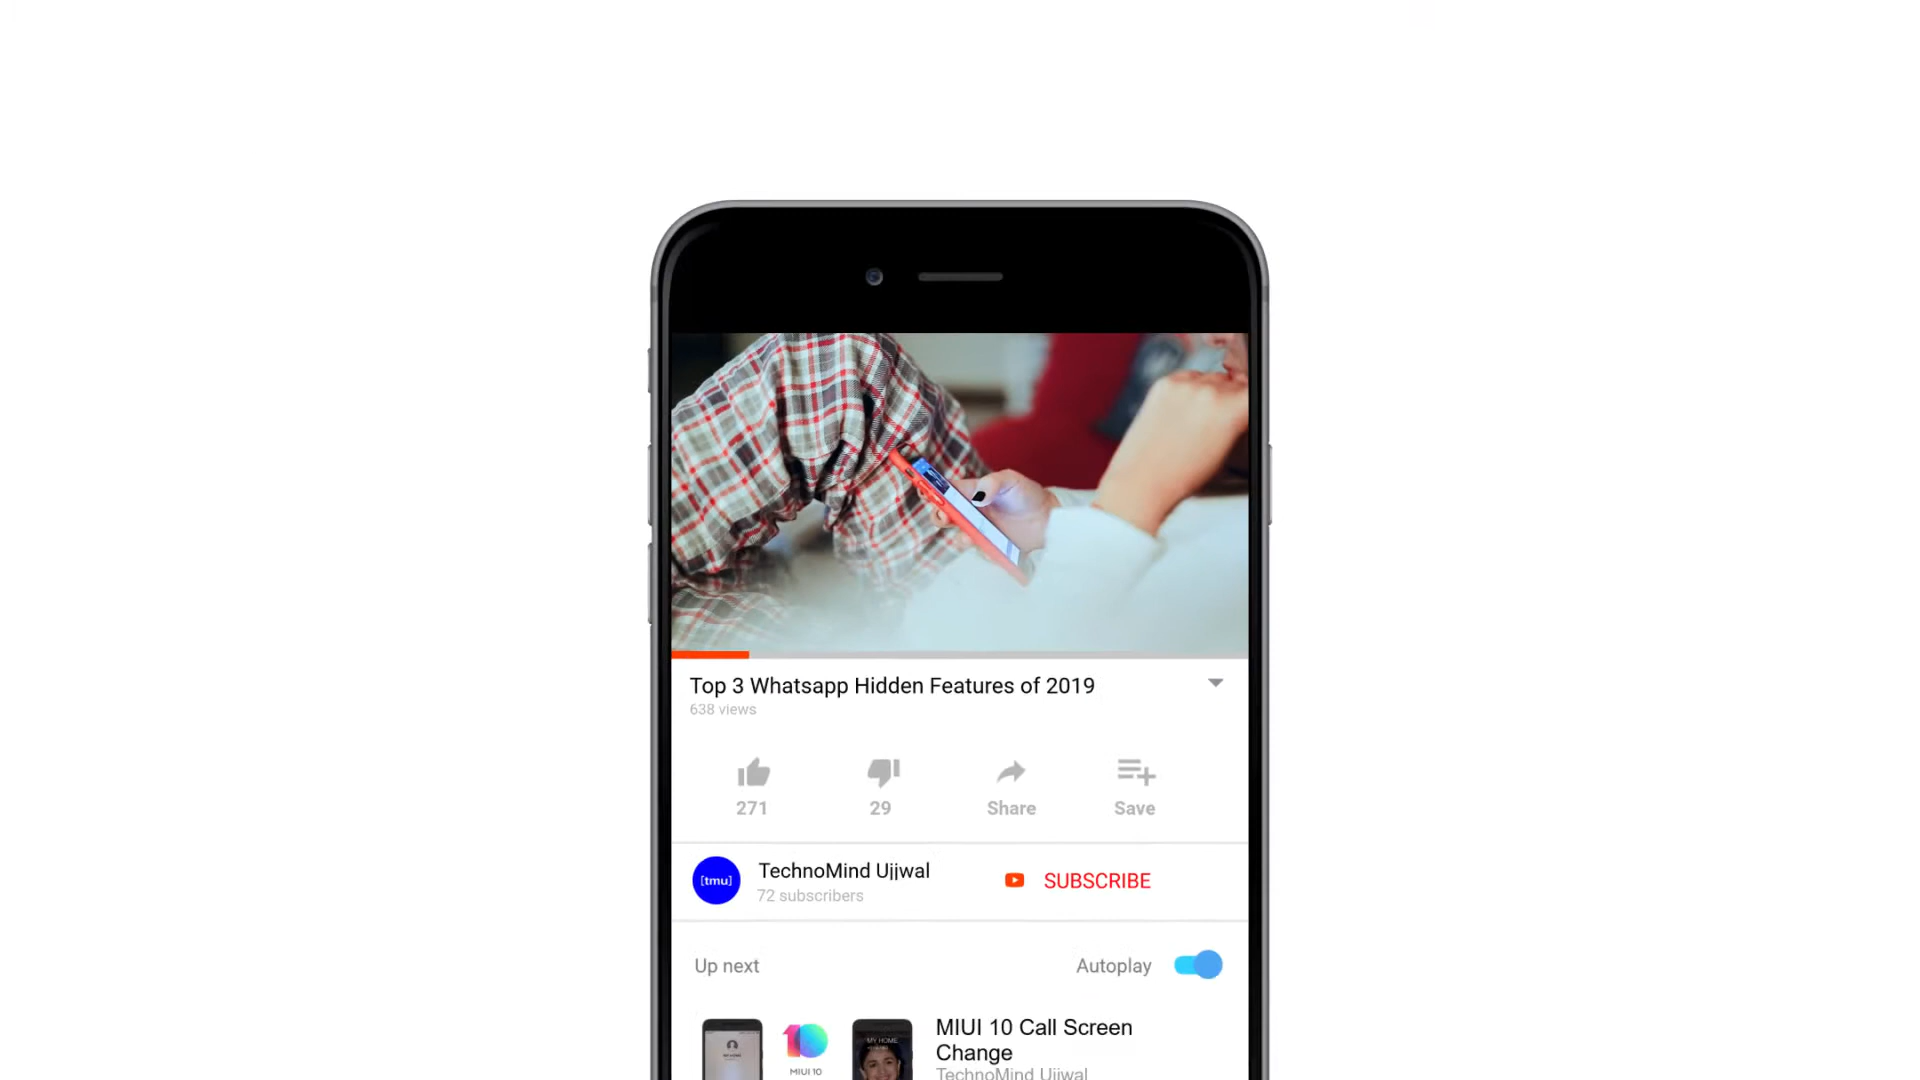 Top 3 Whatsapp Hidden Features of 2019
638 views
271
29
Share
Save
[tmu]
TechnoMind Ujjwal
72 subscribers
SUBSCRIBE
Up next
Autoplay
MIUI 10 Call Screen
Change
TechnoMind Ujjwal
MIUI 10
MY HOME